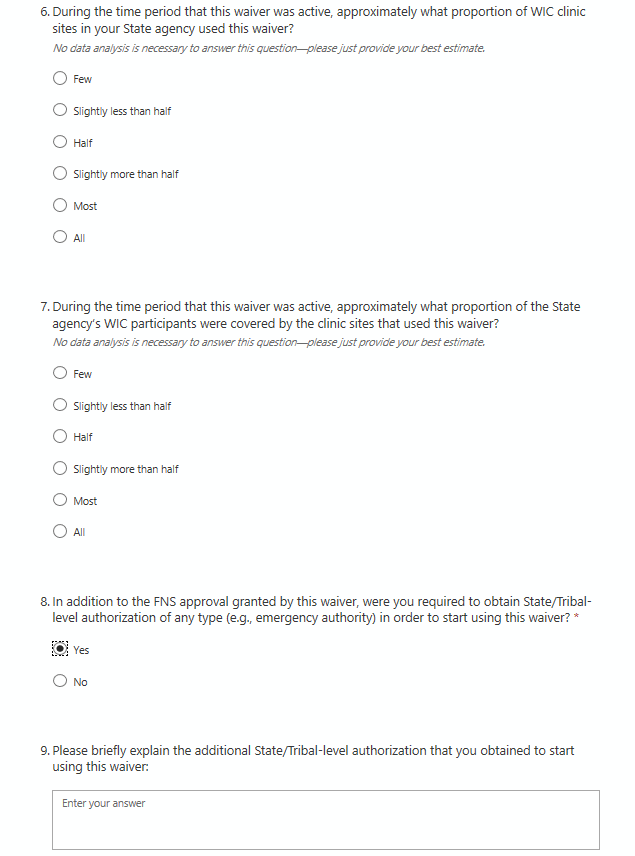 6. During the time period that this waiver was active, approximately what proportion of WIC clinic
sites in your State agency used this waiver?
No data analysis is necessary to answer this question—please just provide your best estimate.
Few
Slightly less than half
Half
Slightly more than half
Most
All
7. During the time period that this waiver was active, approximately what proportion of the State
agency's WIC participants were covered by the clinic sites that used this waiver?
No data analysis is necessary to answer this question—please just provide your best estimate.
Few
Slightly less than half
Half
Slightly more than half
Most
All
8. In addition to the FNS approval granted by this waiver, were you required to obtain State/Tribal-
level authorization of any type (e.g., emergency authority) in order to start using this waiver? *
Yes
No
9. Please briefly explain the additional State/Tribal-level authorization that you obtained to start
using this waiver:
Enter your answer